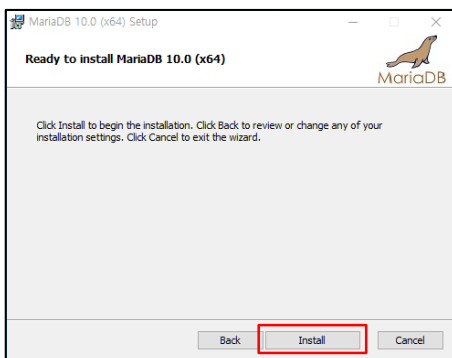 MariaDB 10.0 (x64) Setup
Ready to install MariaDB 10.0 (x64)
MariaDB
Click Install to begin the installation. Click Back to review or change any of your
installation settings. Click Cancel to exit the wizard.
Back Install Cancel